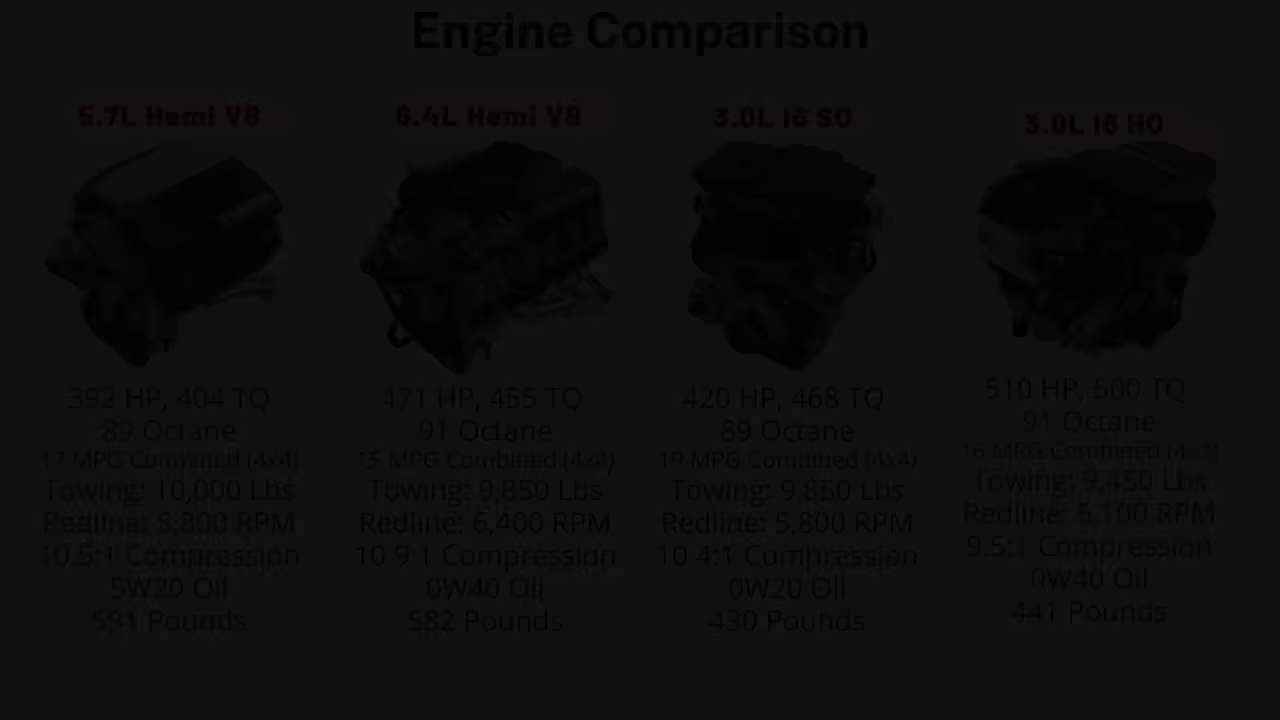 Engine Comparison
5.7L Hemi V8
6.4L Hemi V8
3.0L I6 SO
3.0L I6 HO
392 HP, 404 TQ
89 Octane
17 MPG Combined (4x4)
Towing: 10,000 Lbs
Redline: 5,800 RPM
10.5:1 Compression
5W20 Oil
591 Pounds
471 HP, 455 TQ
91 Octane
15 MPG Combined (4x4)
Towing: 9,850 Lbs
Redline: 6,400 RPM
10.9:1 Compression
0W40 Oil
582 Pounds
420 HP, 468 TQ
89 Octane
19 MPG Combined (4x4)
Towing: 9,850 Lbs
Redline: 5,800 RPM
10.4:1 Compression
0W20 Oil
430 Pounds
510 HP, 500 TQ
91 Octane
16 MPG Combined (4x4)
Towing: 9,450 Lbs
Redline: 6,100 RPM
9.5:1 Compression
0W40 Oil
441 Pounds